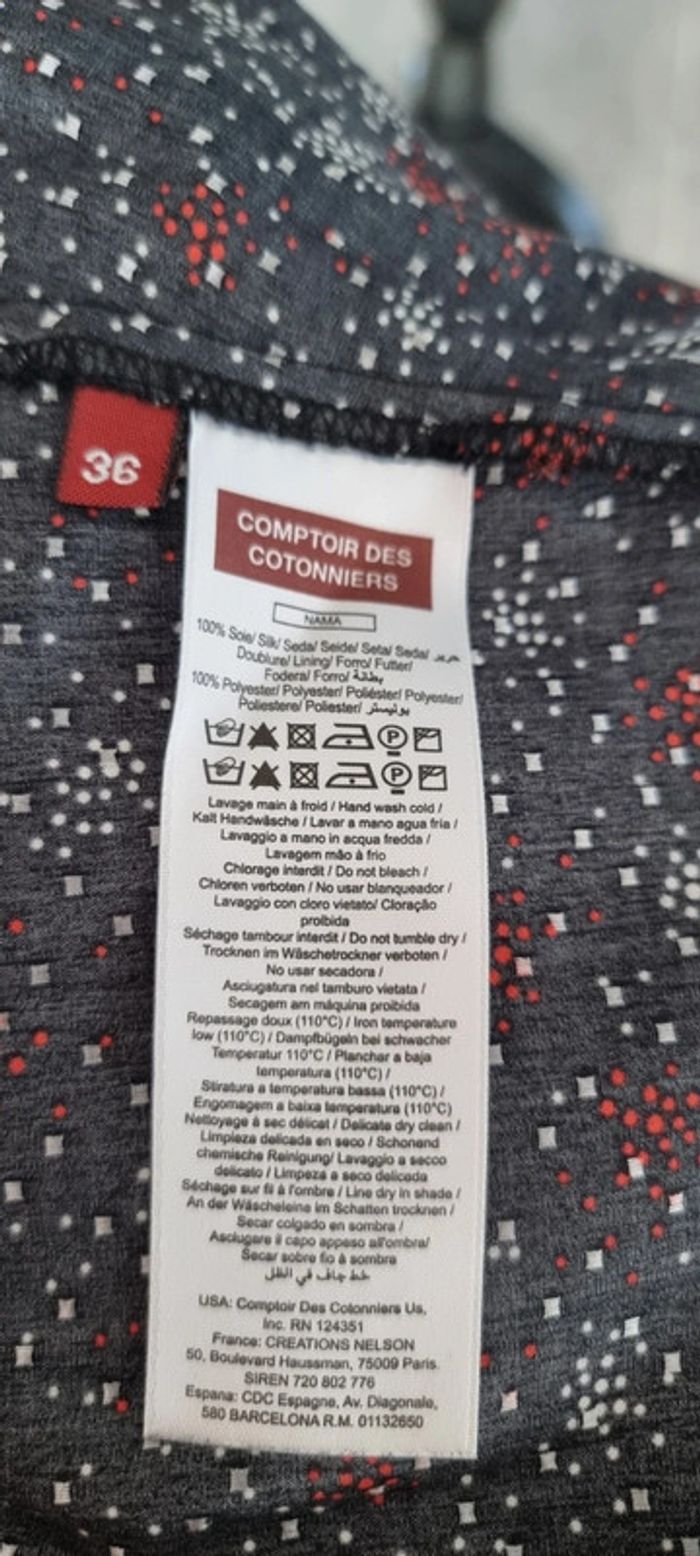 36
COMPTOIR DES
COTONNIERS
NAMA
100% Soie/ Silk/ Seda/ Seide/ Seta/ Seda/ حرير
Doublure/ Lining/ Forro/ Futter/
Fodera/ Forro/ بطانة
100% Polyester/ Polyester/ Poliéster/ Polyester/
Poliestere/ Poliester/ بوليستر
P
P
Lavage main à froid / Hand wash cold /
Kalt Handwäsche / Lavar a mano agua fria /
Lavaggio a mano in acqua fredda /
Lavagem mão à frio
Chlorage interdit / Do not bleach /
Chloren verboten / No usar blanqueador /
Lavaggio con cloro vietato/ Cloração
proibida
Séchage tambour interdit / Do not tumble dry /
Trocknen im Wäschetrockner verboten /
No usar secadora /
Asciugatura nel tamburo vietata /
Secagem am máquina proibida
Repassage doux (110°C) / Iron temperature
low (110°C) / Dampfbügeln bei schwacher
Temperatur 110°C / Planchar a baja
temperatura (110°C) /
Stiratura a temperatura bassa (110°C) /
Engomagem a baixa temperatura (110°C)
Nettoyage à sec délicat / Delicate dry clean /
Limpieza delicada en seco / Schonend
chemische Reinigung/ Lavaggio a secco
delicato / Limpeza a seco delicada
Séchage sur fil à l'ombre / Line dry in shade /
An der Wäscheleine im Schatten trocknen /
Secar colgado en sombra /
Asciugare il capo appeso all'ombra/
Secar sobre fio à sombra
خط جاف في الظل
USA: Comptoir Des Cotonniers Us,
Inc. RN 124351
France: CREATIONS NELSON
50, Boulevard Haussman, 75009 Paris
SIREN 720 802 776
Espana: CDC Espagne, Av. Diagonale,
580 BARCELONA R.M. 01132650